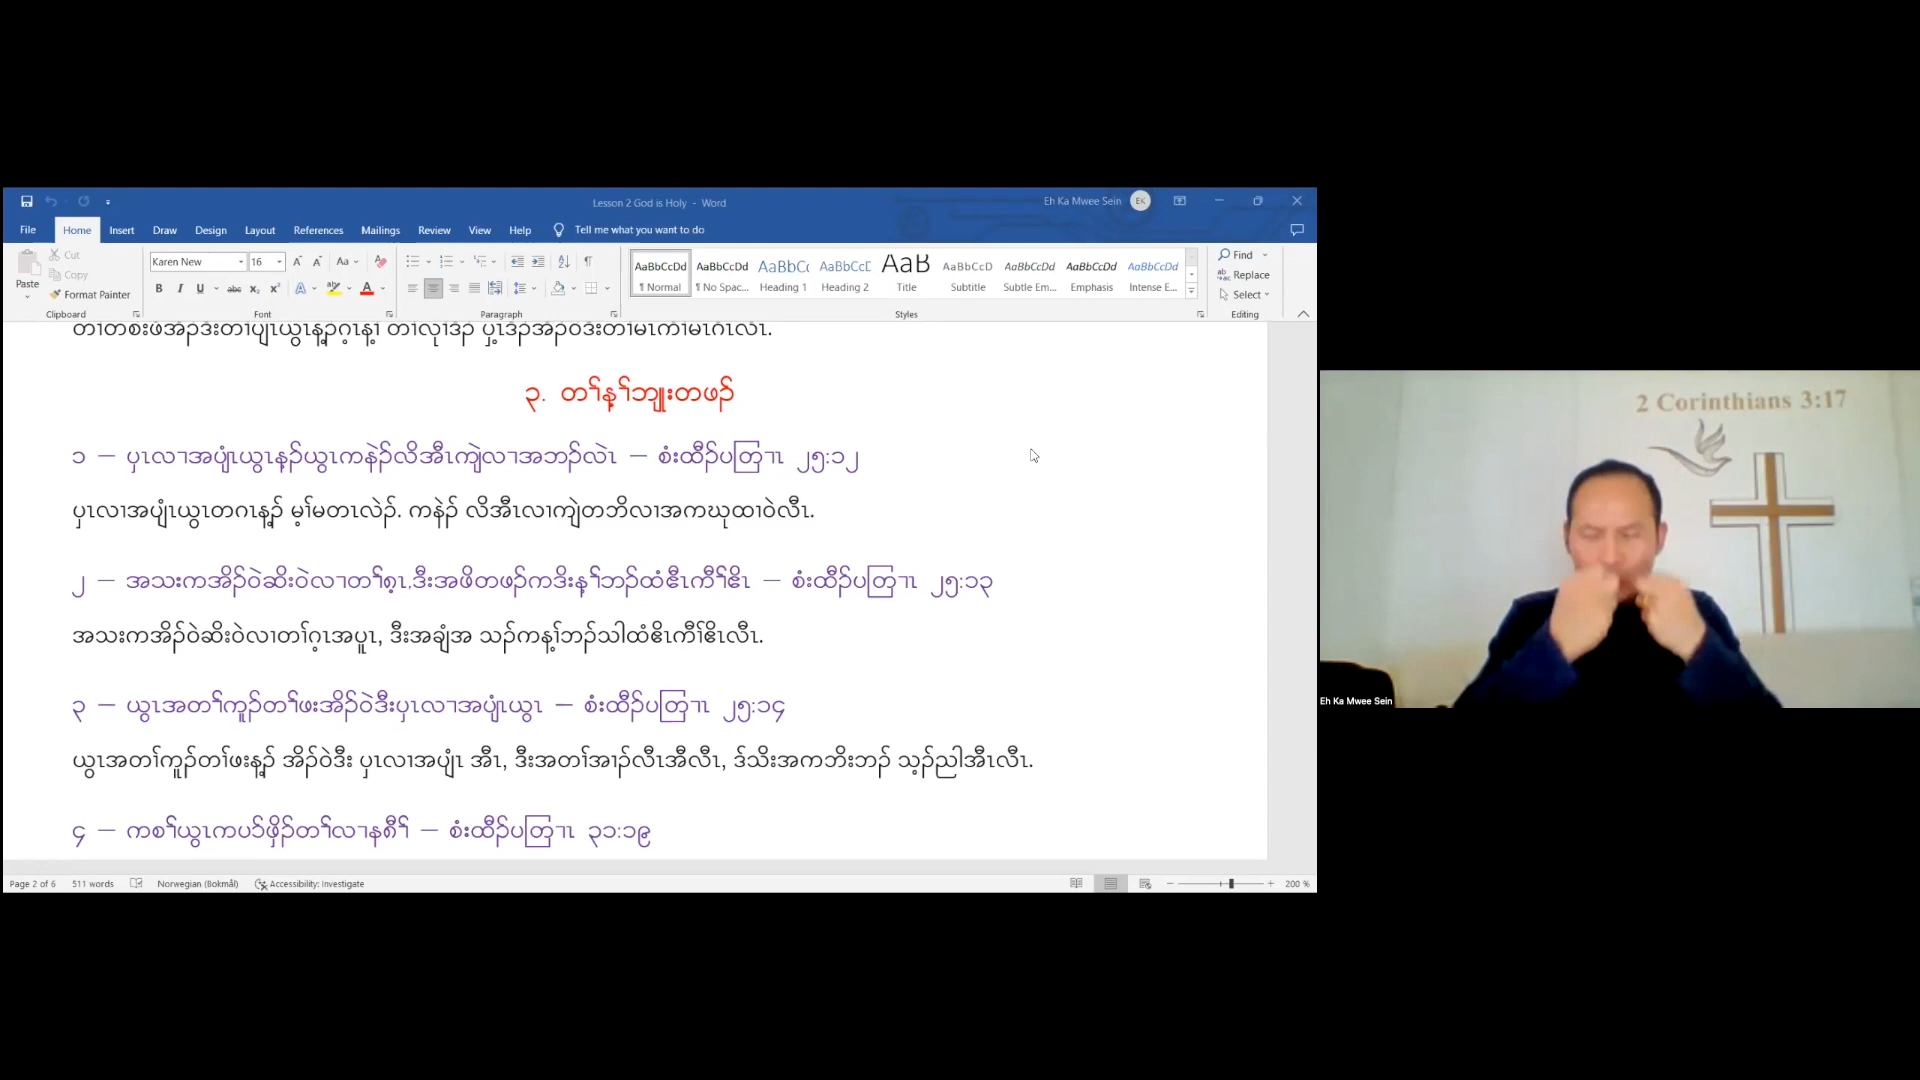 Lesson 2 God is Holy - Word
Eh Ka Mwee Sein
EK
File Home Insert Draw Design Layout References Mailings Review View Help Tell me what you want to do
Paste
Cut
Copy
Format Painter
Clipboard
Karen New 16
Font
Paragraph
AaBbCcDd AaBbCcDd AaBbCc AaBbCcE AaB AaBbCcD AaBbCcDd AaBbCcDd AaBbCcDd
¶ Normal ¶ No Spac... Heading 1 Heading 2 Title Subtitle Subtle Em... Emphasis Intense E...
Styles
Find
Replace
Select
Editing
၃. တၢ်န့ၢ်ဘျုးတဖၣ်
၁ – ပှၤလၢအပျံၤယွၤန့ၣ်ယွၤကနဲၣ်လိအီၤကျဲလၢအဘၣ်လဲၤ – စံးထီၣ်ပတြၢၤ ၂၅:၁၂
ပှၤလၢအပျံၤယွၤတဂၤန့ၣ် မ့ၢ်မတၤလဲၣ်. ကနဲၣ် လိအီၤလၢကျဲတဘိလၢအကဃုထၢဝဲလီၤ.
၂ – အသးကအိၣ်ဝဲဆိးဝဲလၢတၢ်ဂ့ၤ,ဒီးအဖိတဖၣ်ကဒိးန့ၢ်ဘၣ်ထံဧီၤကီၢ်ဧိၤ – စံးထီၣ်ပတြၢၤ ၂၅:၁၃
အသးကအိၣ်ဝဲဆိးဝဲလၢတၢ်ဂ့ၤအပူၤ, ဒီးအချံအ သၣ်ကန့ၢ်ဘၣ်သါထံဧိၤကီၢ်ဧိၤလီၤ.
၃ – ယွၤအတၢ်ကူၣ်တၢ်ဖးအိၣ်ဝဲဒီးပှၤလၢအပျံၤယွၤ – စံးထီၣ်ပတြၢၤ ၂၅:၁၄
ယွၤအတၢ်ကူၣ်တၢ်ဖးန့ၣ် အိၣ်ဝဲဒီး ပှၤလၢအပျံၤ အီၤ, ဒီးအတၢ်အၢၣ်လီၤအီလီၤ, ဒ်သိးအကဘိးဘၣ် သ့ၣ်ညါအီၤလီၤ.
၄ – ကစၢ်ယွၤကပာ်ဖှိၣ်တၢ်လၢနဂီၢ် – စံးထီၣ်ပတြၢၤ ၃၁:၁၉
Page 2 of 6 511 words Norwegian (Bokmål) Accessibility: Investigate 200 %
2 Corinthians 3:17
Eh Ka Mwee Sein